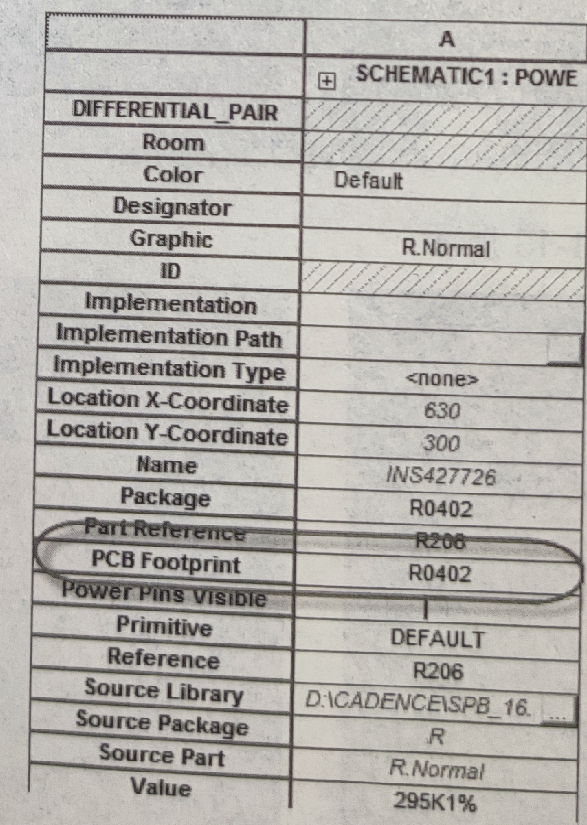 A
SCHEMATIC1 : POWE
DIFFERENTIAL_PAIR
Room
Color Default
Designator
Graphic R.Normal
ID
Implementation
Implementation Path
Implementation Type <none>
Location X-Coordinate 630
Location Y-Coordinate 300
Name INS427726
Package R0402
Part Reference R206
PCB Footprint R0402
Power Pins Visible
Primitive DEFAULT
Reference R206
Source Library D:\CADENCE\SPB_16. ...
Source Package R
Source Part R.Normal
Value 295K1%